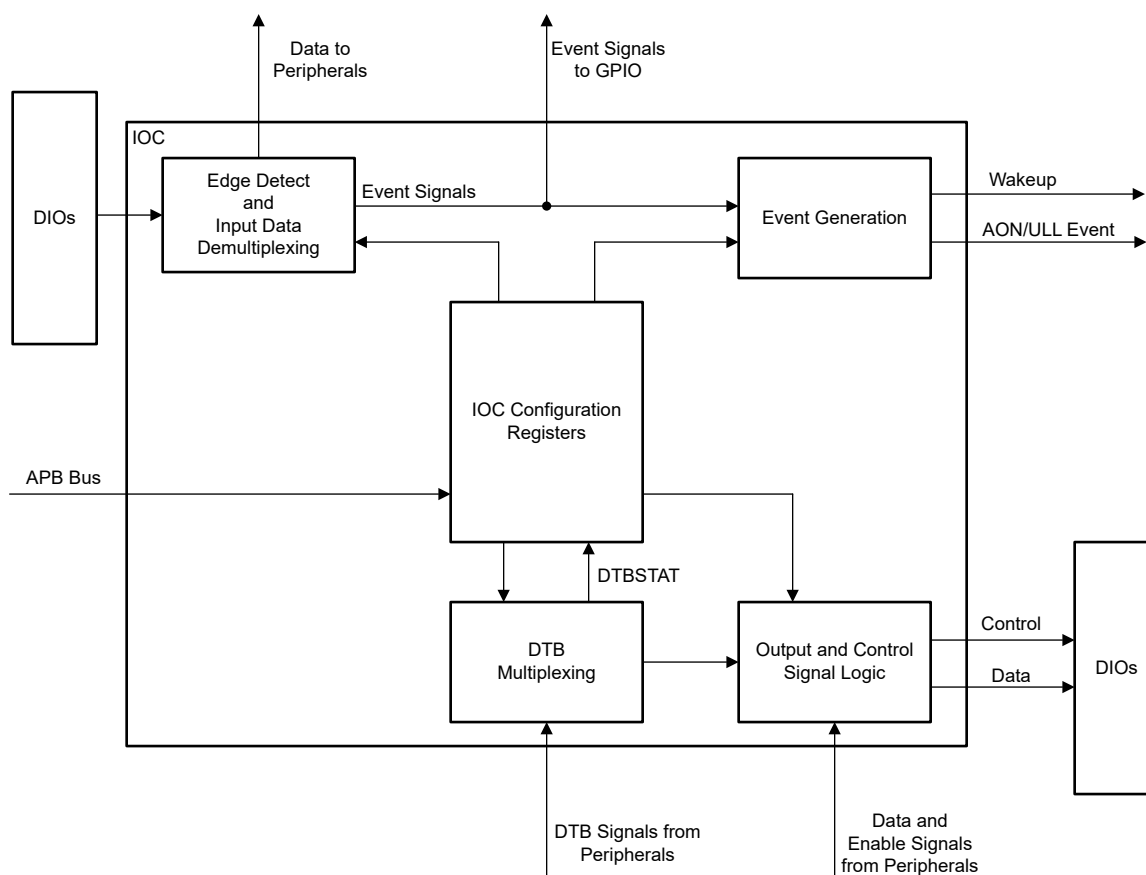 Data to
Peripherals
Event Signals
to GPIO
IOC
DIOs
Edge Detect
and
Input Data
Demultiplexing
Event Signals
Event Generation
Wakeup
AON/ULL Event
IOC Configuration
Registers
APB Bus
DTBSTAT
DTB
Multiplexing
Output and Control
Signal Logic
Control
Data
DIOs
DTB Signals from
Peripherals
Data and
Enable Signals
from Peripherals